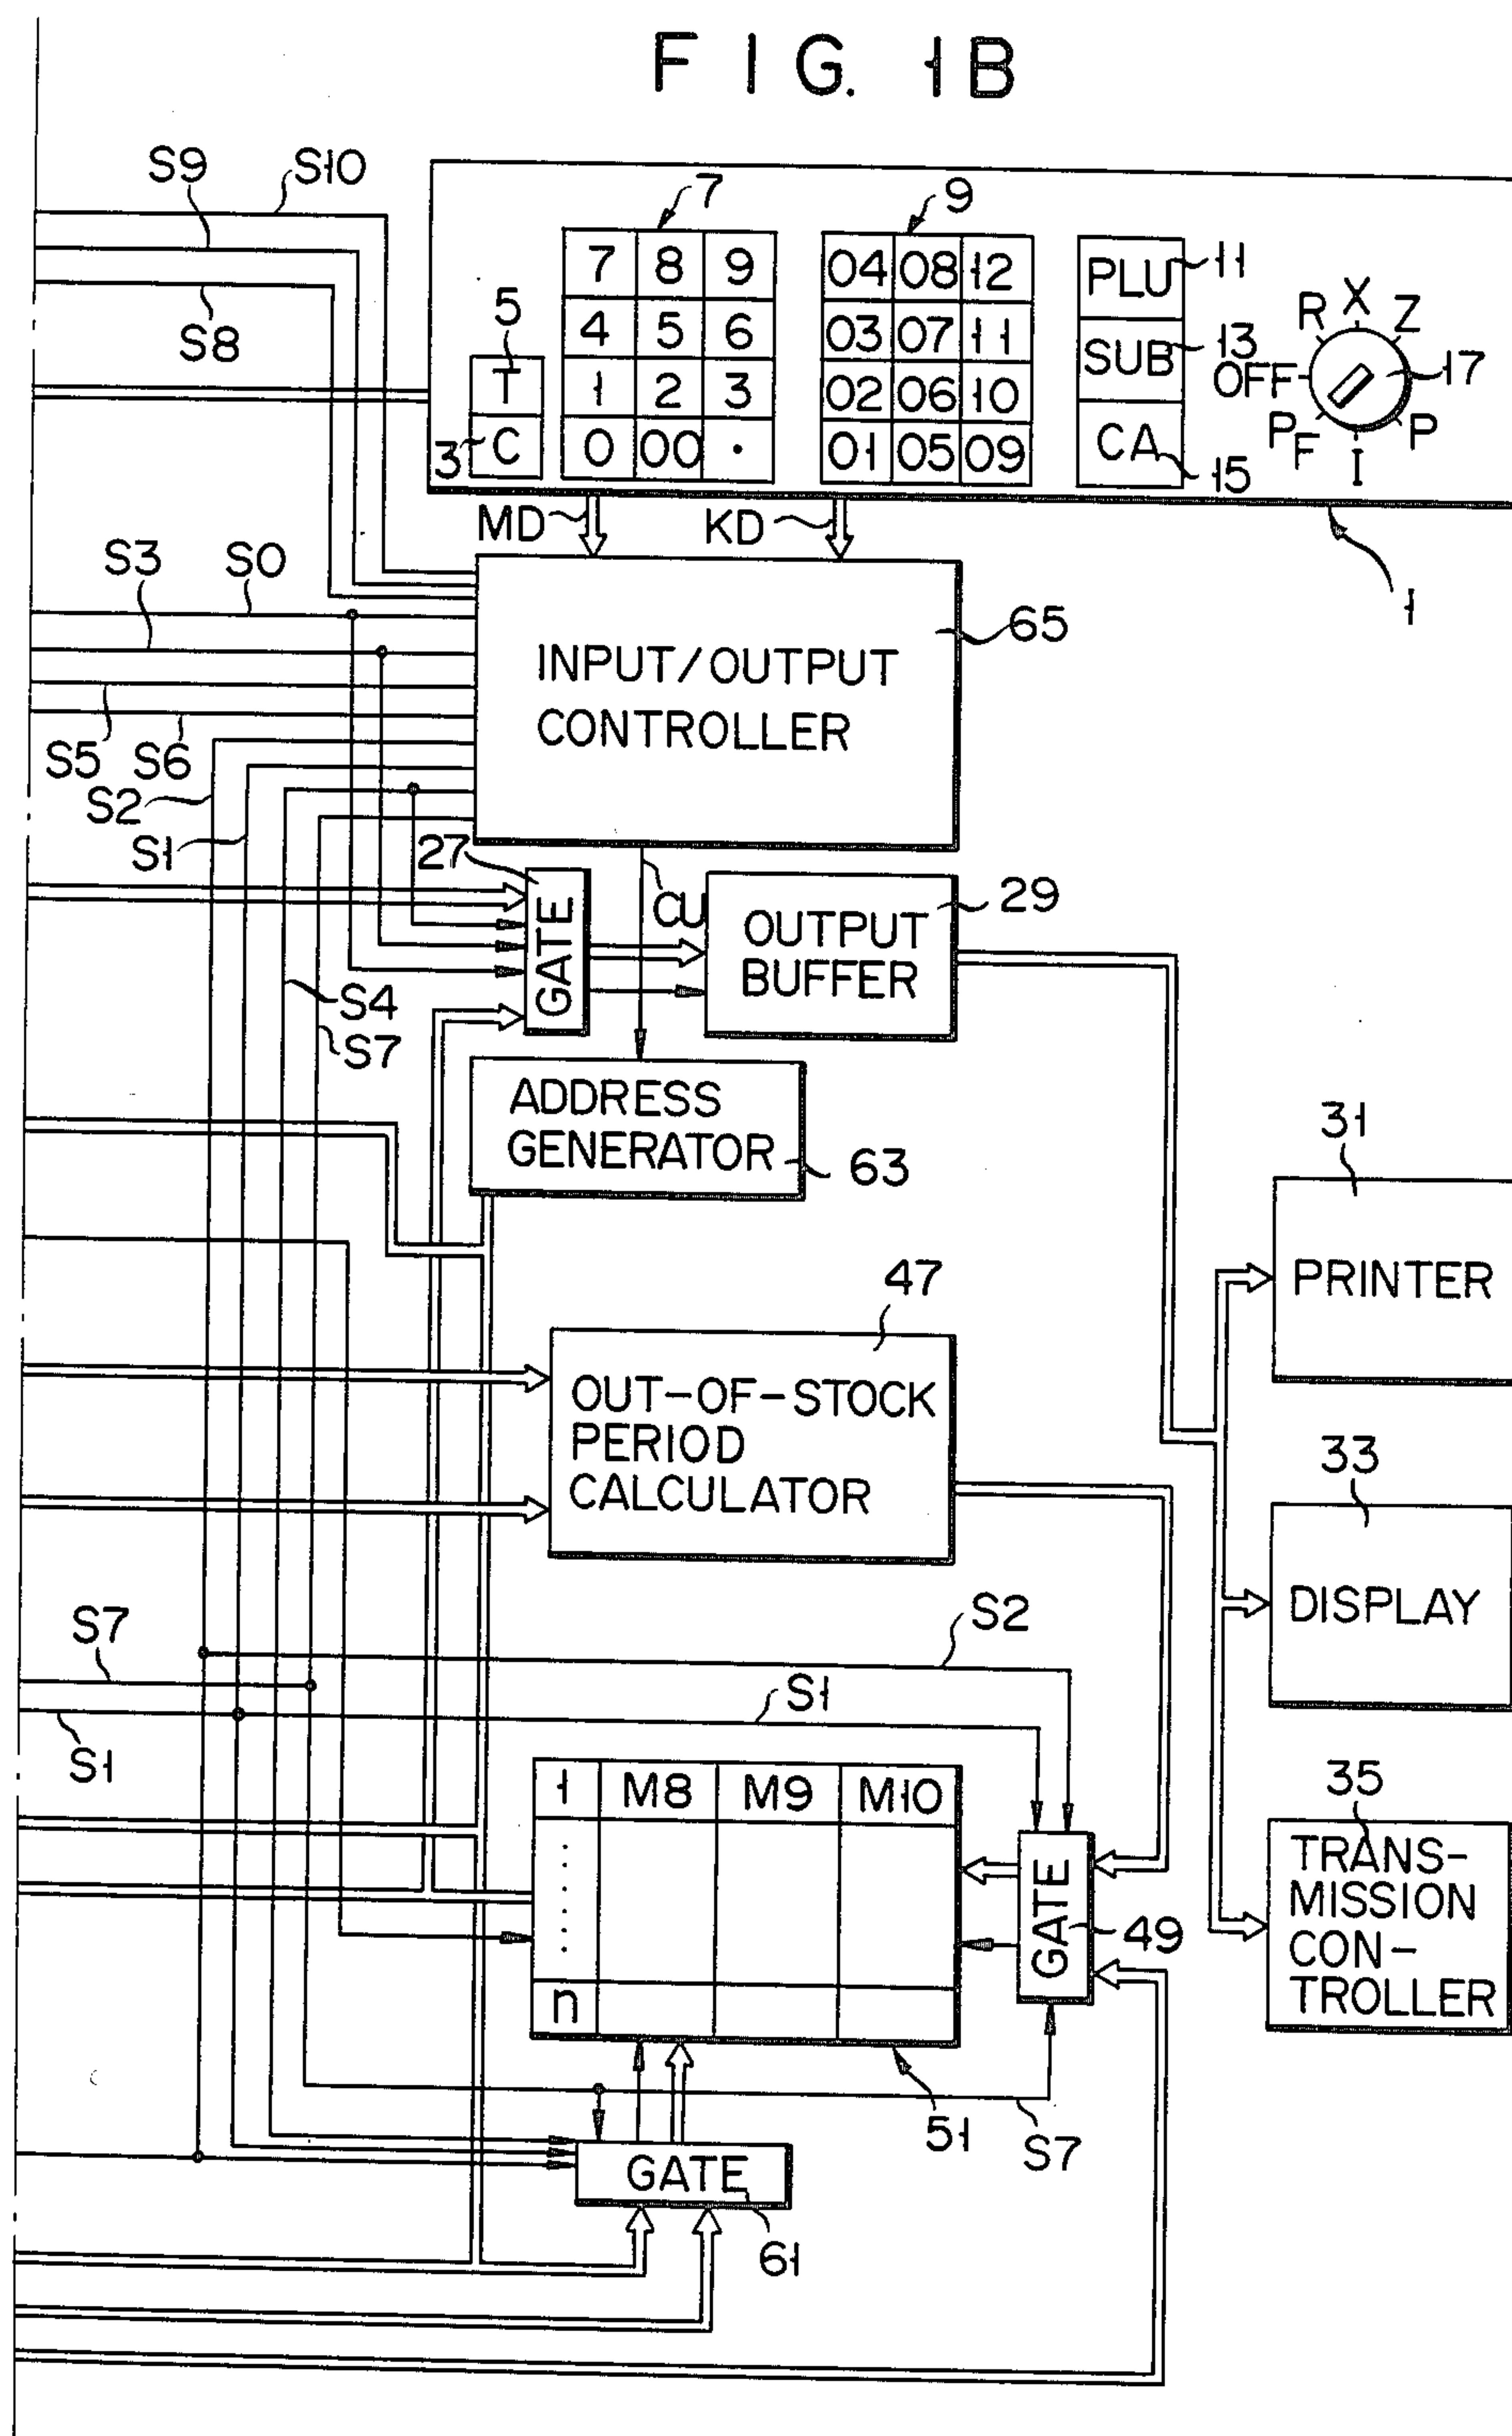 FIG. 1B
S9
S10
S8
7
9
5
3
T
C
7 8 9
4 5 6
1 2 3
0 00 .
04 08 12
03 07 11
02 06 10
01 05 09
PLU
SUB
CA
11
13
15
R X Z
OFF
17
PF I P
MD
KD
1
S3
S0
65
INPUT/OUTPUT
CONTROLLER
S5
S6
S2
S1
27
GATE
CU
OUTPUT
BUFFER
29
S4
S7
ADDRESS
GENERATOR
63
31
PRINTER
47
OUT-OF-STOCK
PERIOD
CALCULATOR
33
DISPLAY
S7
S2
S1
S1
1 M8 M9 M10
n
GATE
49
35
TRANS-
MISSION
CON-
TROLLER
51
S7
GATE
61